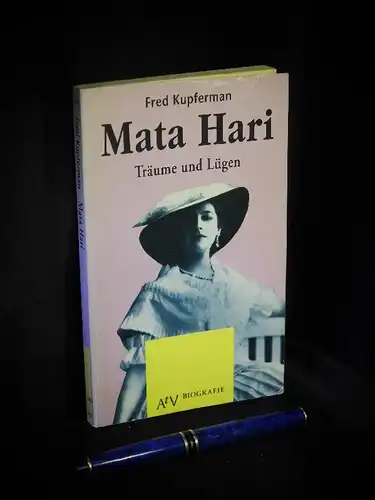 Fred Kupferman
Mata Hari
Träume und Lügen
AtV BIOGRAFIE
Fred Kupferman Mata Hari